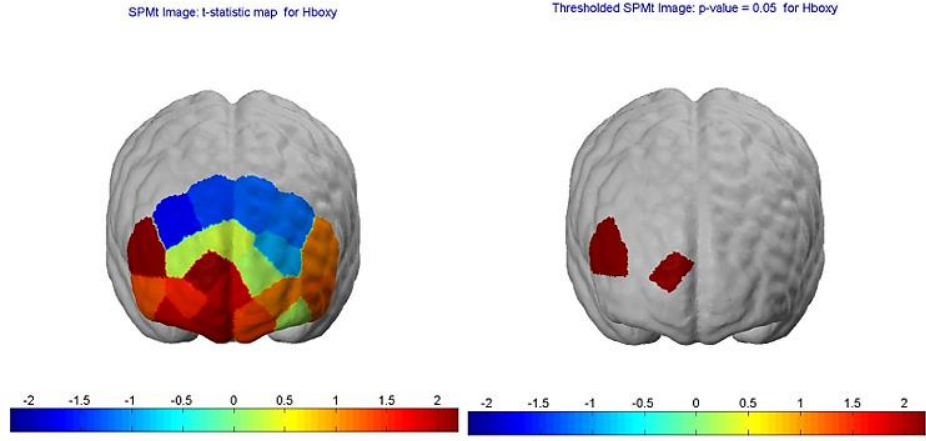 SPMt Image: t-statistic map for Hboxy
Thresholded SPMt Image: p-value = 0.05 for Hboxy
-2 -1.5 -1 -0.5 0 0.5 1 1.5 2
-2 -1.5 -1 -0.5 0 0.5 1 1.5 2